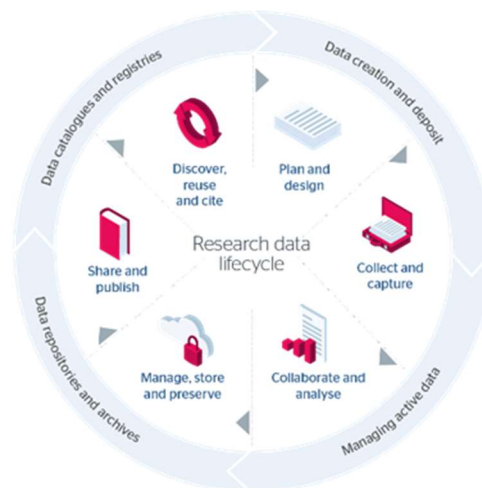 Data creation and deposit
Data catalogues and registries
Discover,
reuse
and cite
Plan and
design
Research data
lifecycle
Share and
publish
Collect and
capture
Manage, store
and preserve
Collaborate and
analyse
Data repositories and archives
Managing active data